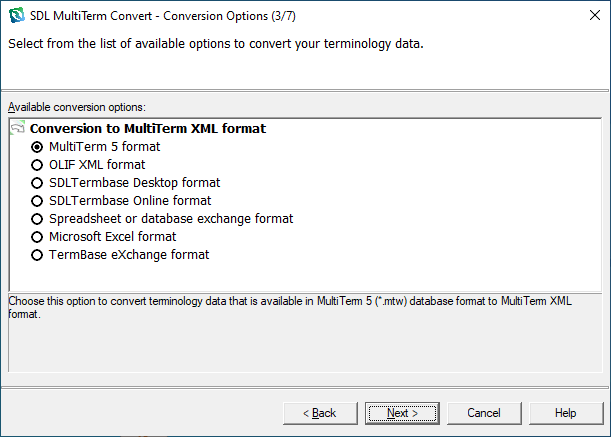 SDL MultiTerm Convert - Conversion Options (3/7)
Select from the list of available options to convert your terminology data.
Available conversion options:
Conversion to MultiTerm XML format
MultiTerm 5 format
OLIF XML format
SDLTermbase Desktop format
SDLTermbase Online format
Spreadsheet or database exchange format
Microsoft Excel format
TermBase eXchange format
Choose this option to convert terminology data that is available in MultiTerm 5 (*.mtw) database format to MultiTerm XML
format.
< Back Next > Cancel Help